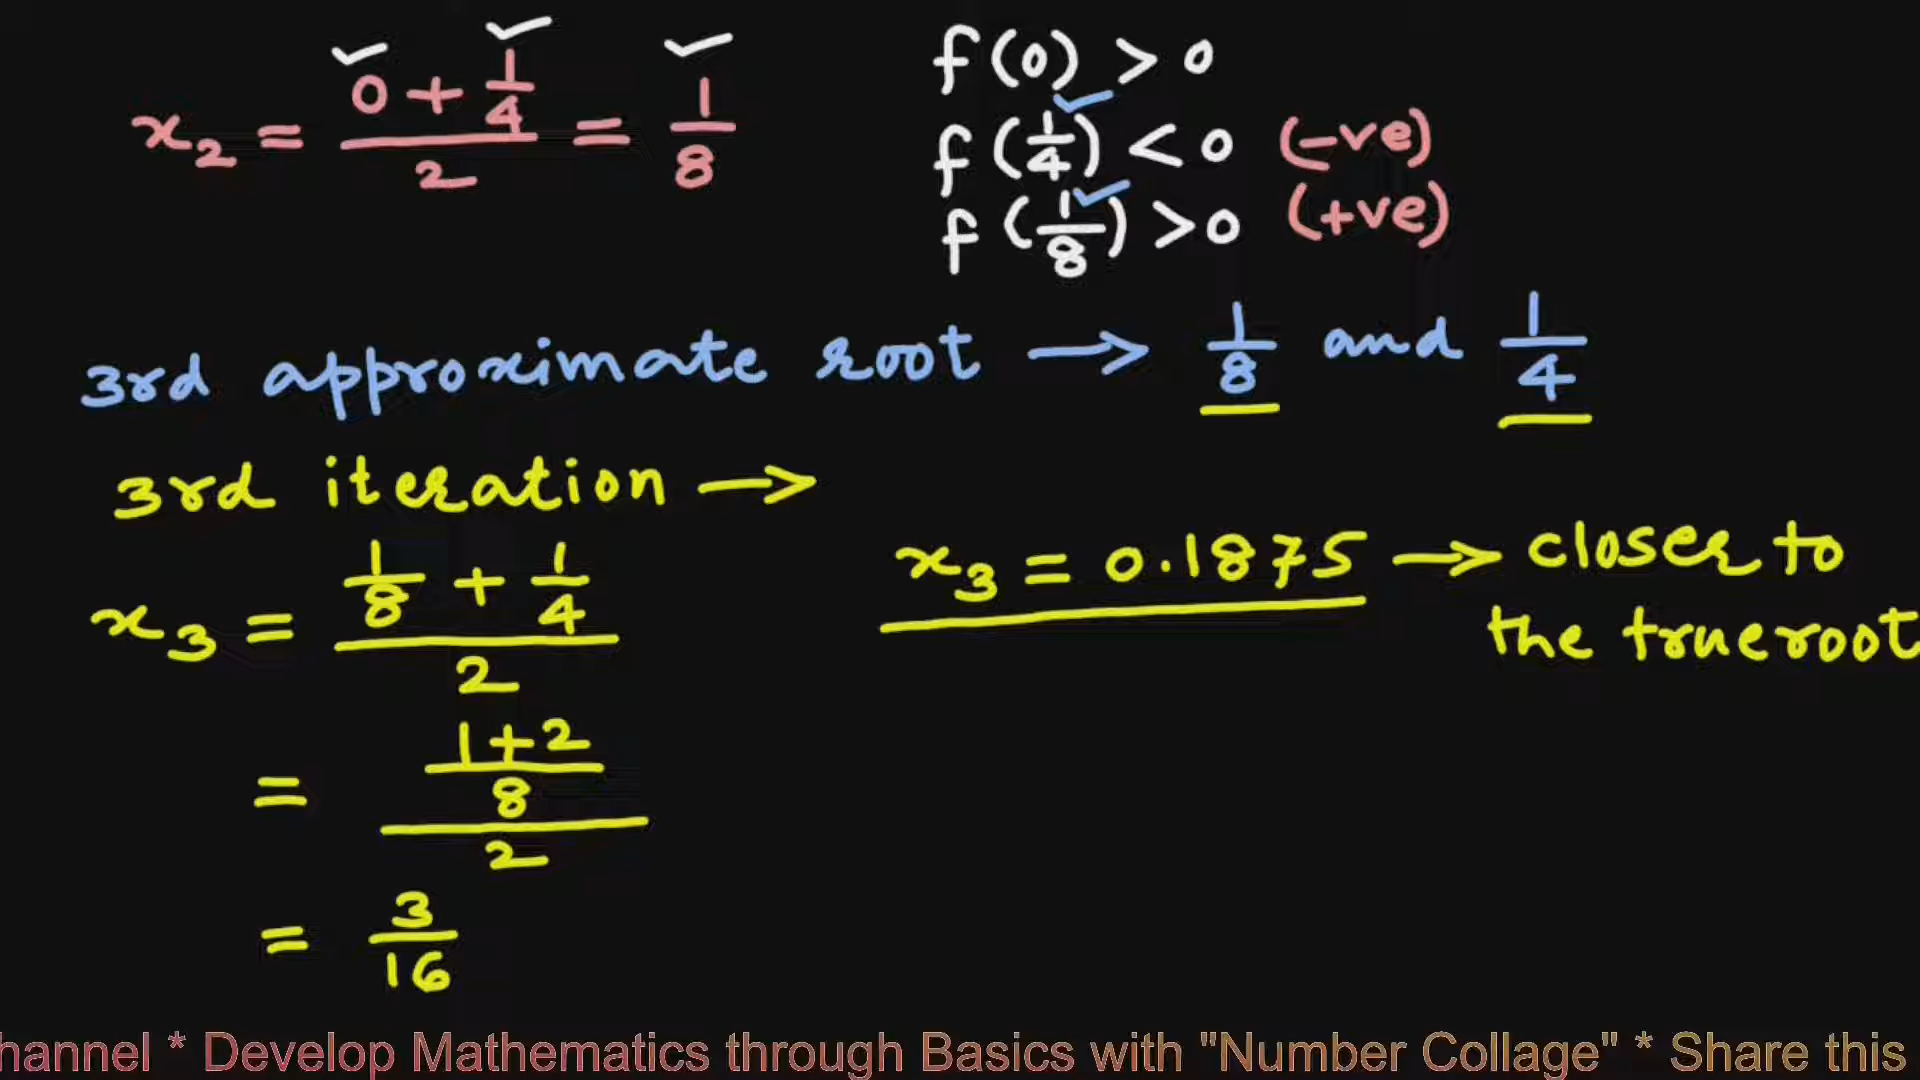 x₂ = (0 + 1/4)/2 = 1/8
f(0) > 0
f(1/4) < 0 (-ve)
f(1/8) > 0 (+ve)
3rd approximate root → 1/8 and 1/4
3rd iteration →
x₃ = (1/8 + 1/4)/2
= ((1+2)/8)/2
= 3/16
x₃ = 0.1875 → closer to
the true root
hannel * Develop Mathematics through Basics with "Number Collage" * Share this